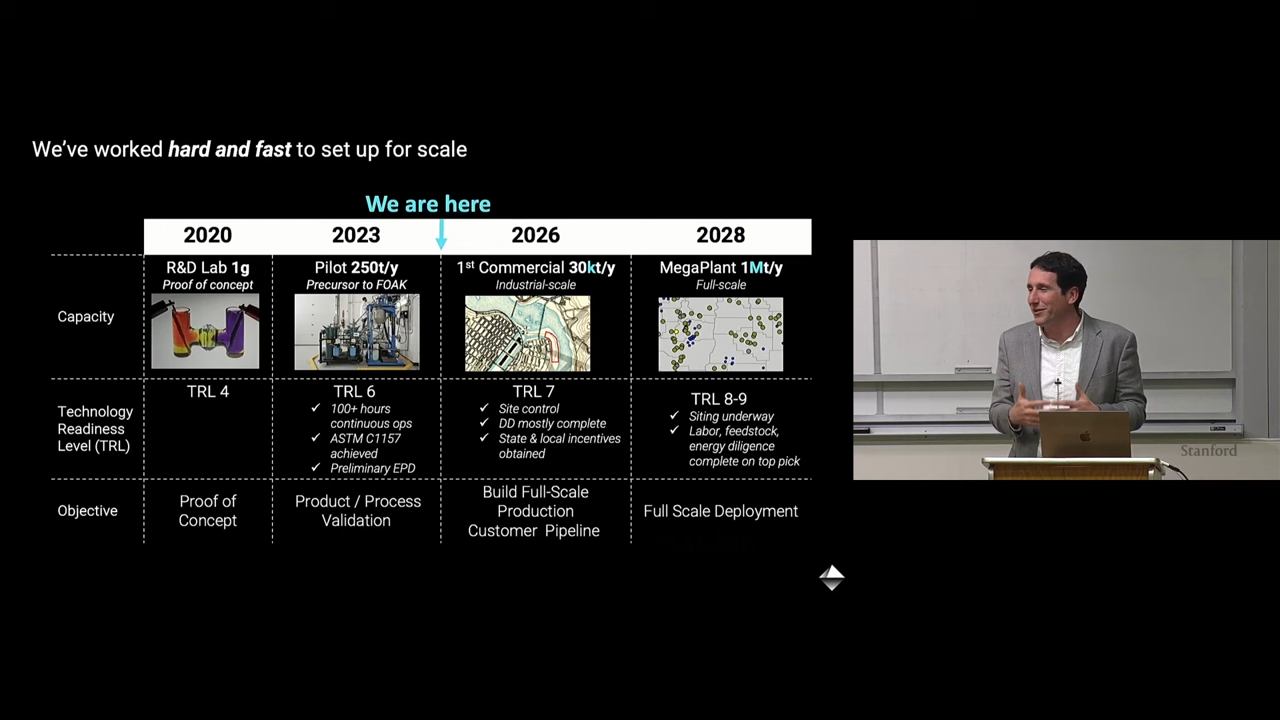 We've worked hard and fast to set up for scale
We are here
2020
2023
2026
2028
Capacity
R&D Lab 1g
Proof of concept
Pilot 250t/y
Precursor to FOAK
1st Commercial 30kt/y
Industrial-scale
MegaPlant 1Mt/y
Full-scale
Technology
Readiness
Level (TRL)
TRL 4
TRL 6
✓ 100+ hours
continuous ops
✓ ASTM C1157
achieved
✓ Preliminary EPD
TRL 7
✓ Site control
✓ DD mostly complete
✓ State & local incentives
obtained
TRL 8-9
✓ Siting underway
✓ Labor, feedstock,
energy diligence
complete on top pick
Objective
Proof of
Concept
Product / Process
Validation
Build Full-Scale
Production
Customer Pipeline
Full Scale Deployment
Stanford